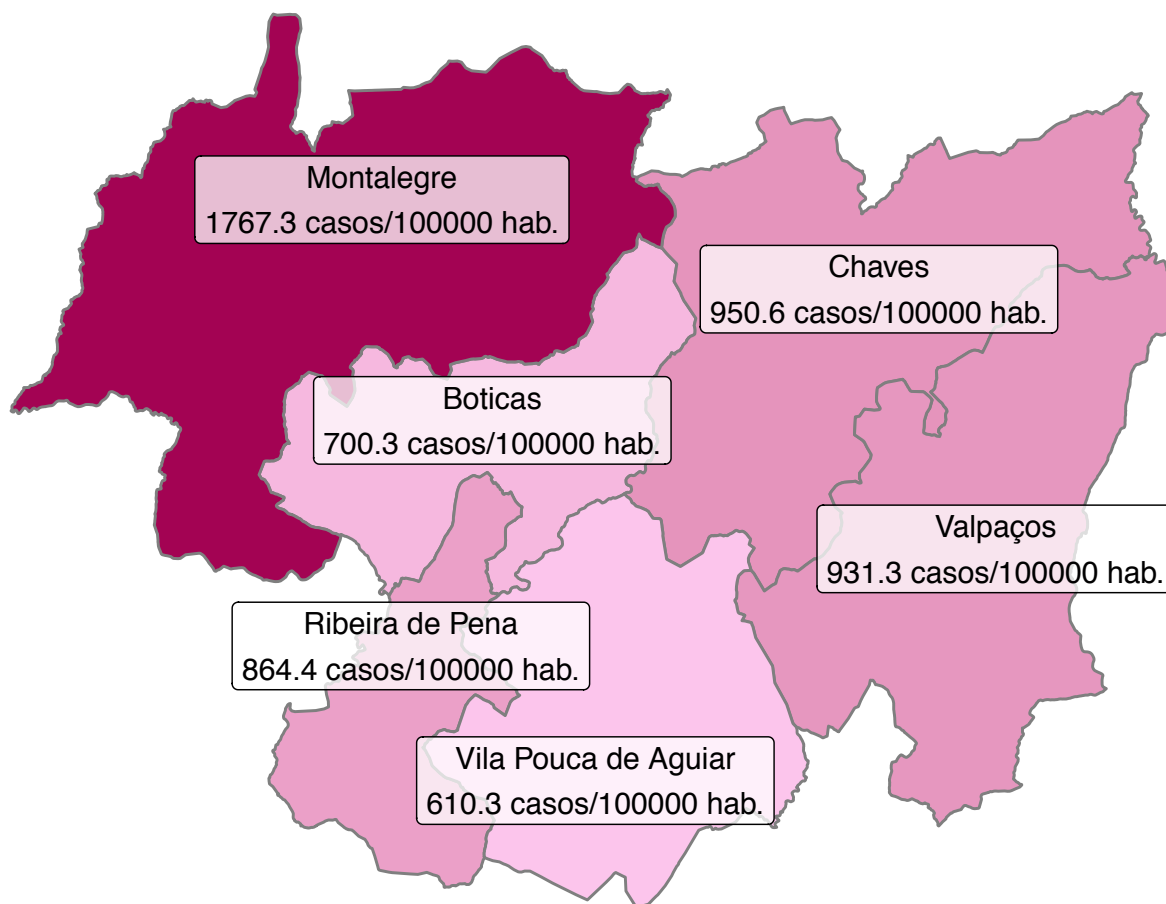 Montalegre
1767.3 casos/100000 hab.
Chaves
950.6 casos/100000 hab.
Boticas
700.3 casos/100000 hab.
Valpaços
931.3 casos/100000 hab.
Ribeira de Pena
864.4 casos/100000 hab.
Vila Pouca de Aguiar
610.3 casos/100000 hab.